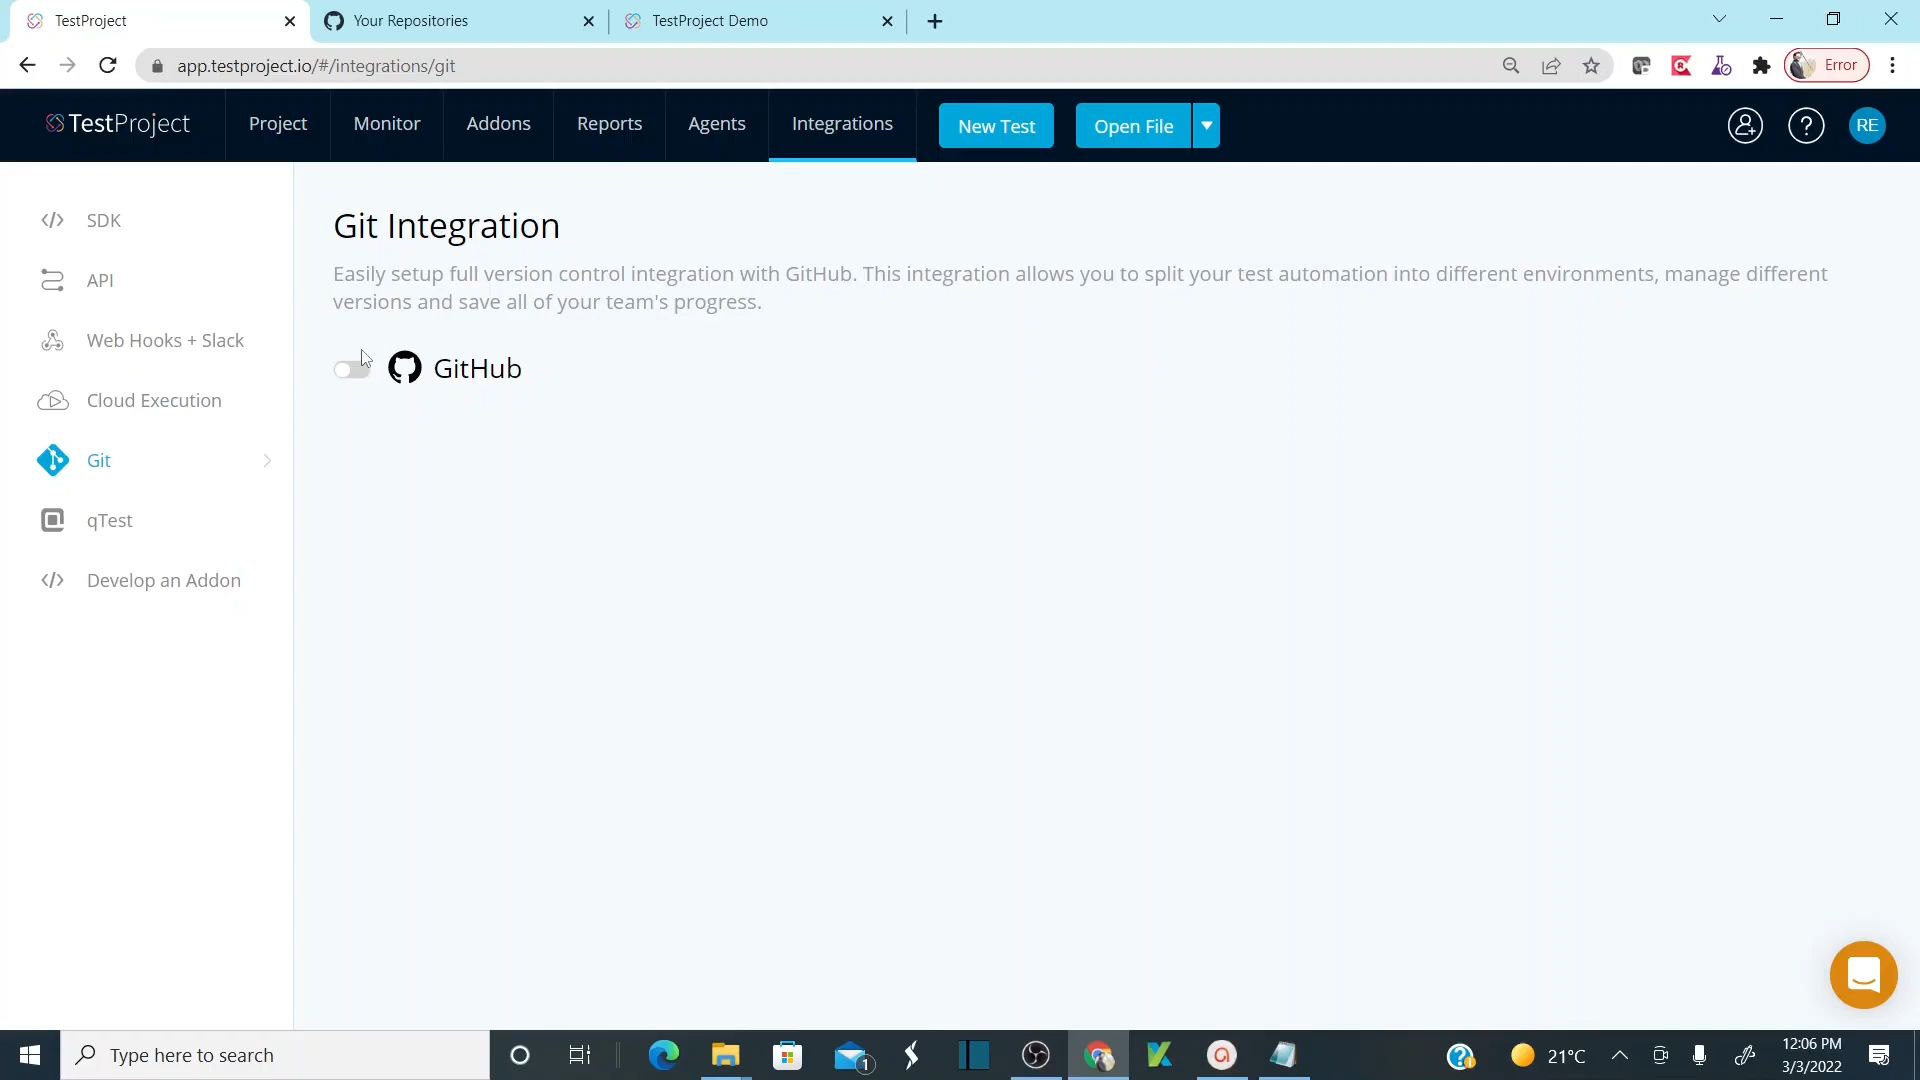 TestProject
Your Repositories
TestProject Demo
app.testproject.io/#/integrations/git
Error
TestProject
Project
Monitor
Addons
Reports
Agents
Integrations
New Test
Open File
RE
SDK
API
Web Hooks + Slack
Cloud Execution
Git
qTest
Develop an Addon
Git Integration
Easily setup full version control integration with GitHub. This integration allows you to split your test automation into different environments, manage different
versions and save all of your team's progress.
GitHub
Type here to search
1
21°C
12:06 PM
3/3/2022